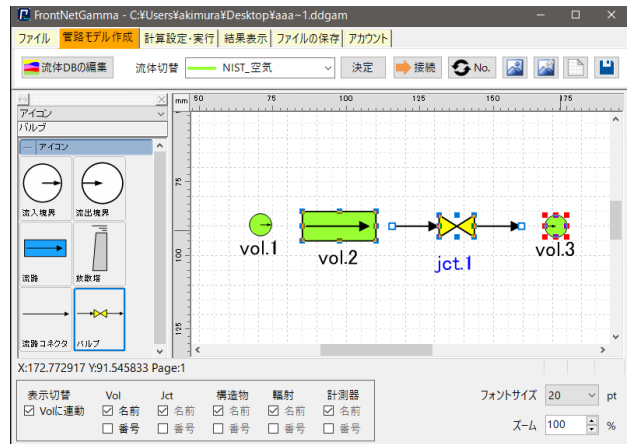 FrontNetGamma - C:¥Users¥akimura¥Desktop¥aaa~1.ddgam
ファイル 管路モデル作成 計算設定・実行 結果表示 ファイルの保存 アカウント
流体DBの編集 流体切替 NIST_空気 決定 接続 No.
mm 50 75 100 125 150 175
アイコン
バルブ
アイコン
流入境界 流出境界
流路 放散塔
流路コネクタ バルブ
75
100
125
vol.1 vol.2 jct.1 vol.3
X:172.772917 Y:91.545833 Page:1
表示切替 Vol Jct 構造物 輻射 計測器 フォントサイズ 20 pt
Volに連動 名前 名前 名前 名前 名前
番号 番号 番号 番号 番号 ズーム 100 %